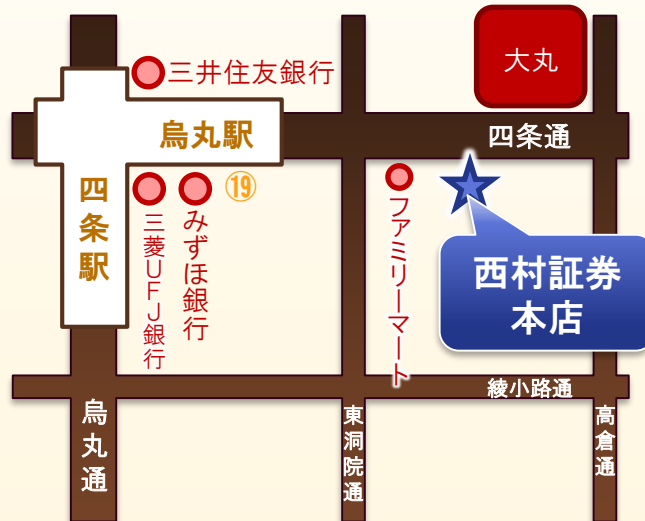 大丸
三井住友銀行
烏丸駅
四条通
四条駅
⑲
三菱UFJ銀行
みずほ銀行
ファミリーマート
西村証券
本店
綾小路通
烏丸通
東洞院通
高倉通